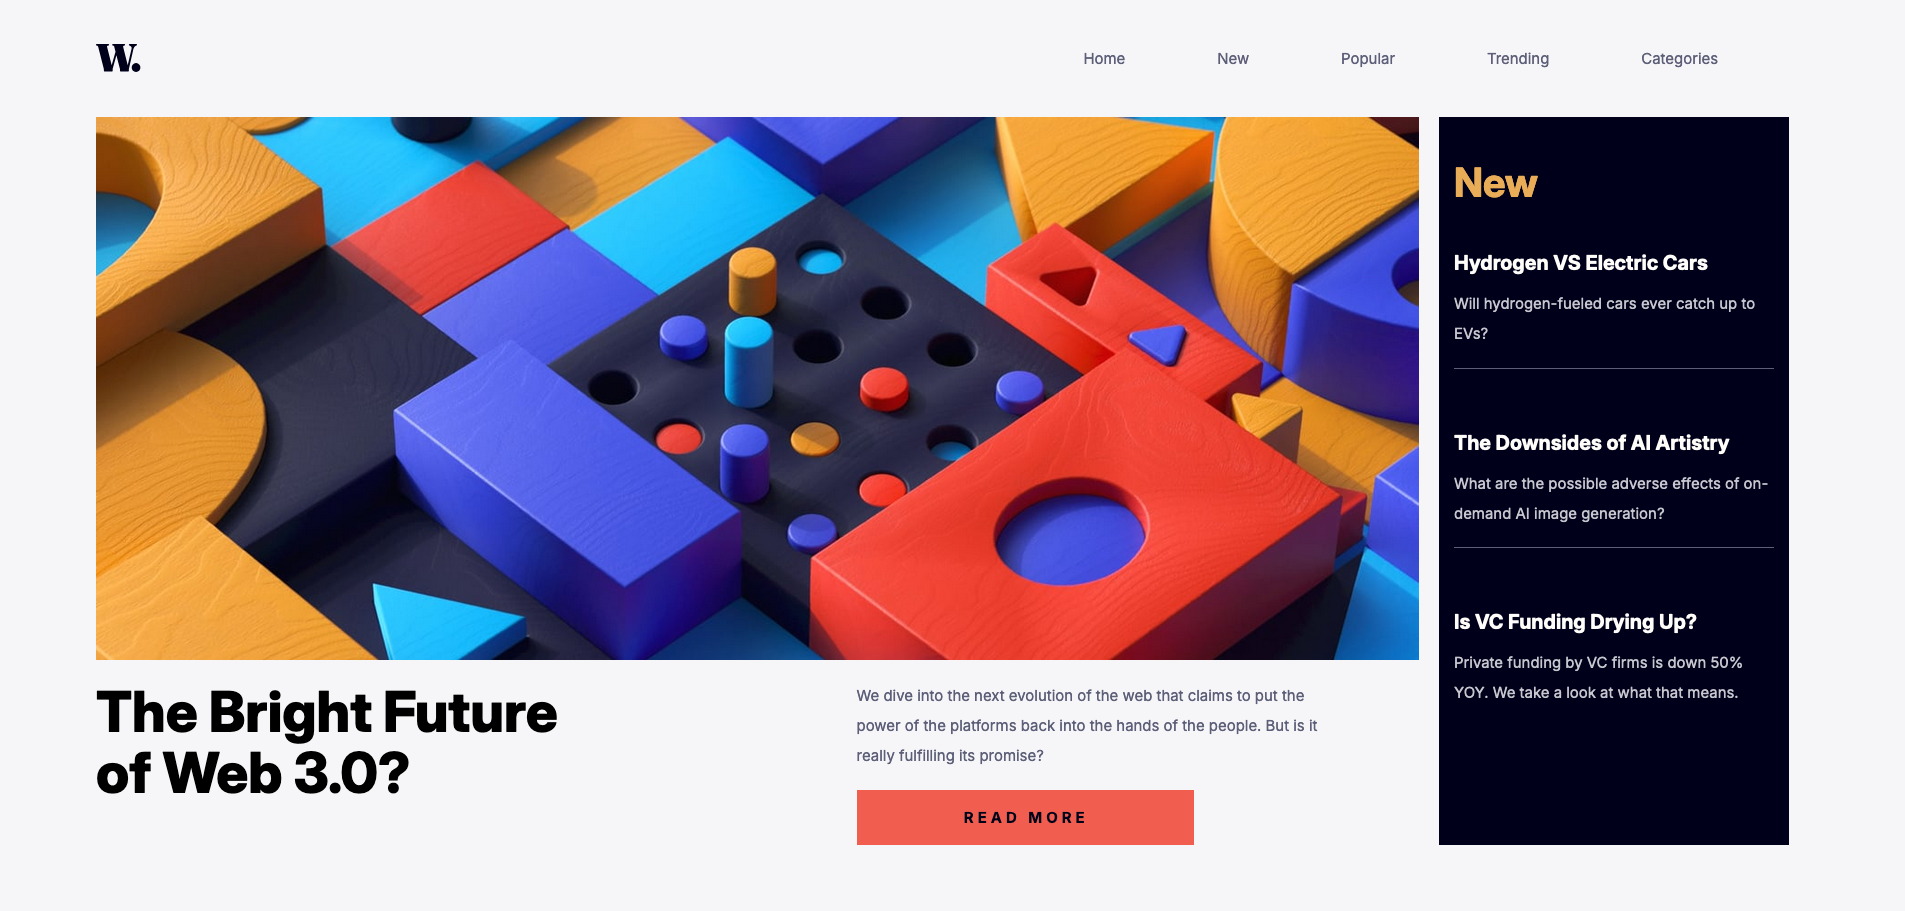 W.
Home New Popular Trending Categories
The Bright Future
of Web 3.0?
We dive into the next evolution of the web that claims to put the
power of the platforms back into the hands of the people. But is it
really fulfilling its promise?
READ MORE
New
Hydrogen VS Electric Cars
Will hydrogen-fueled cars ever catch up to
EVs?
The Downsides of AI Artistry
What are the possible adverse effects of on-
demand AI image generation?
Is VC Funding Drying Up?
Private funding by VC firms is down 50%
YOY. We take a look at what that means.